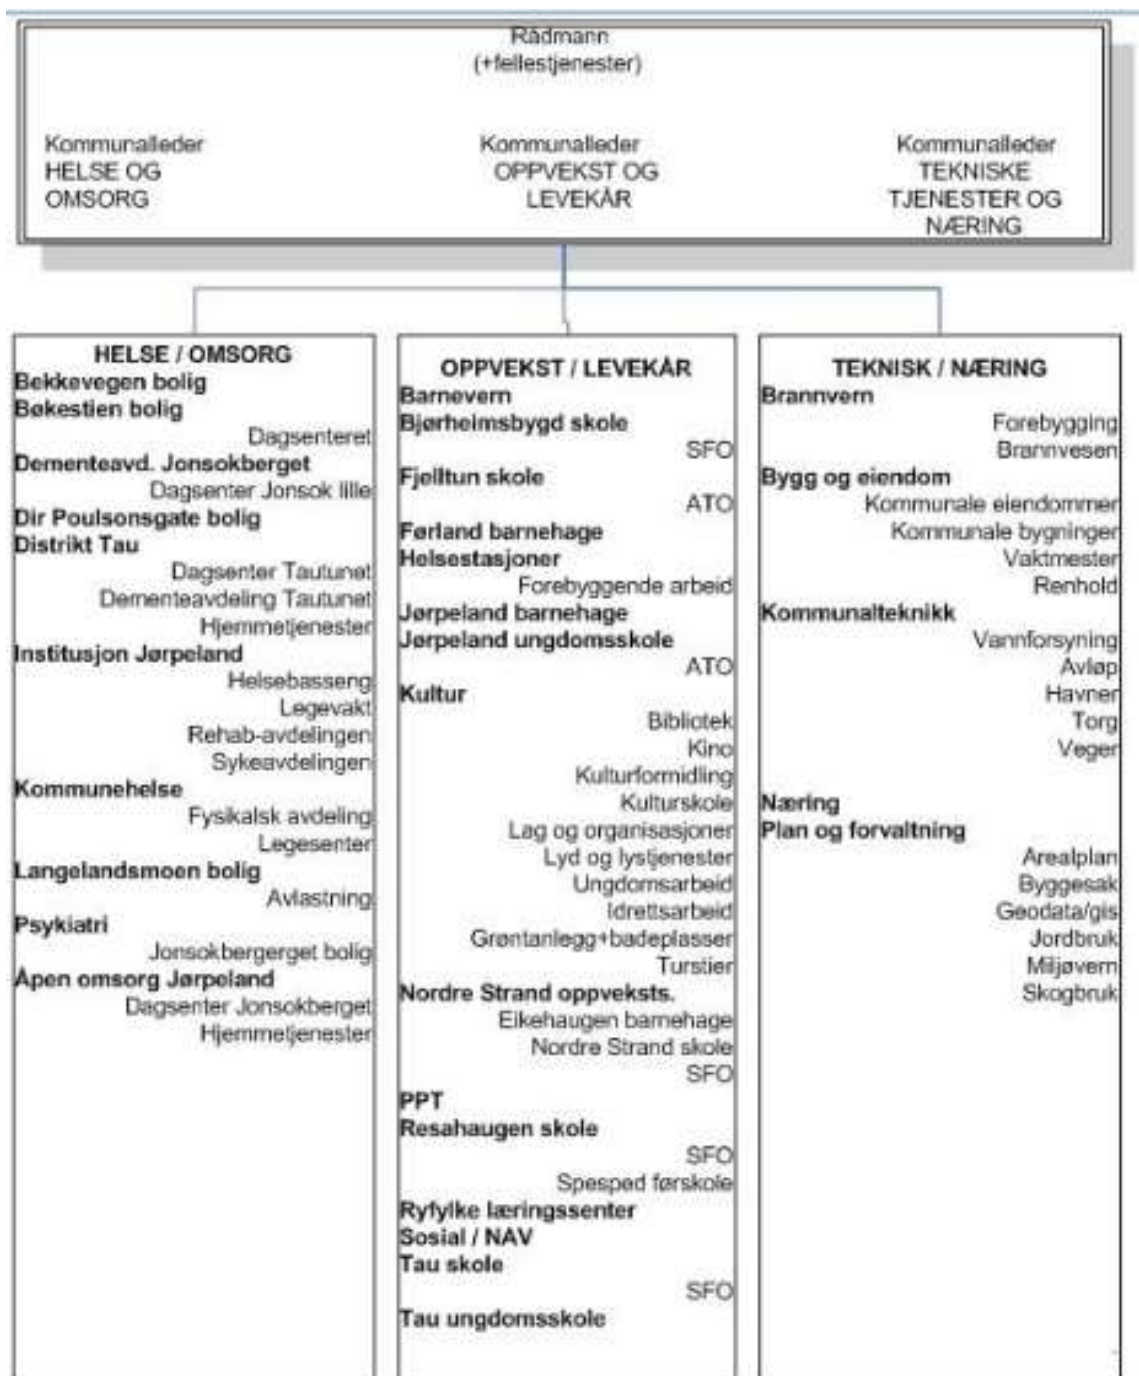 Rådmann
(+fellestjenester)
Kommunalleder
HELSE OG
OMSORG
Kommunalleder
OPPVEKST OG
LEVEKÅR
Kommunalleder
TEKNISKE
TJENESTER OG
NÆRING
HELSE / OMSORG
Bekkevegen bolig
Bøkestien bolig
Dagsenteret
Dementeavd. Jonsokberget
Dagsenter Jonsok lille
Dir Poulsonsgate bolig
Distrikt Tau
Dagsenter Tautunet
Dementeavdeling Tautunet
Hjemmetjenester
Institusjon Jørpeland
Helsebasseng
Legevakt
Rehab-avdelingen
Sykeavdelingen
Kommunehelse
Fysikalsk avdeling
Legesenter
Langelandsmoen bolig
Avlastning
Psykiatri
Jonsokbergerget bolig
Åpen omsorg Jørpeland
Dagsenter Jonsokberget
Hjemmetjenester
OPPVEKST / LEVEKÅR
Barnevern
Bjørheimsbygd skole
SFO
Fjelltun skole
ATO
Førland barnehage
Helsestasjoner
Forebyggende arbeid
Jørpeland barnehage
Jørpeland ungdomsskole
ATO
Kultur
Bibliotek
Kino
Kulturformidling
Kulturskole
Lag og organisasjoner
Lyd og lystjenester
Ungdomsarbeid
Idrettsarbeid
Grøntanlegg+badeplasser
Turstier
Nordre Strand oppveksts.
Eikehaugen barnehage
Nordre Strand skole
SFO
PPT
Resahaugen skole
SFO
Spesped førskole
Ryfylke læringssenter
Sosial / NAV
Tau skole
SFO
Tau ungdomsskole
TEKNISK / NÆRING
Brannvern
Forebygging
Brannvesen
Bygg og eiendom
Kommunale eiendommer
Kommunale bygninger
Vaktmester
Renhold
Kommunalteknikk
Vannforsyning
Avløp
Havner
Torg
Veger
Næring
Plan og forvaltning
Arealplan
Byggesak
Geodata/gis
Jordbruk
Miljøvern
Skogbruk